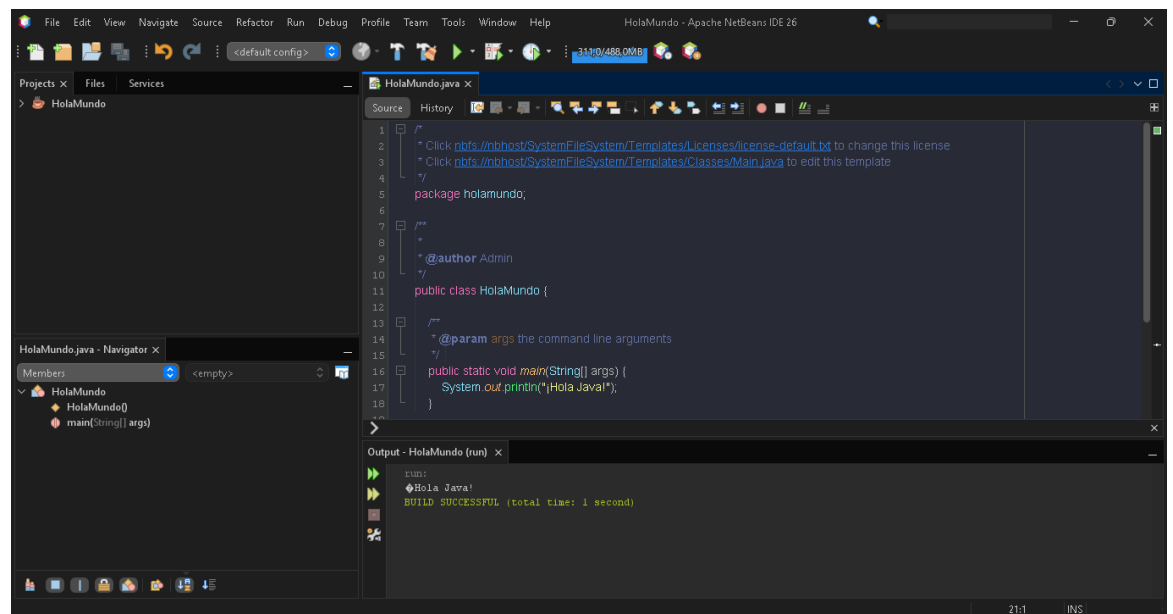 File Edit View Navigate Source Refactor Run Debug Profile Team Tools Window Help HolaMundo - Apache NetBeans IDE 26
<default config> 311,0/488,0MB
Projects Files Services
HolaMundo
HolaMundo.java - Navigator
Members <empty>
HolaMundo
HolaMundo()
main(String[] args)
HolaMundo.java
Source History
1 /*
2 * Click nbfs://nbhost/SystemFileSystem/Templates/Licenses/license-default.txt to change this license
3 * Click nbfs://nbhost/SystemFileSystem/Templates/Classes/Main.java to edit this template
4 */
5 package holamundo;
6
7 /**
8 *
9 * @author Admin
10 */
11 public class HolaMundo {
12
13 /**
14 * @param args the command line arguments
15 */
16 public static void main(String[] args) {
17 System.out.println("¡Hola Java!");
18 }
Output - HolaMundo (run)
run:
�Hola Java!
BUILD SUCCESSFUL (total time: 1 second)
21:1 INS